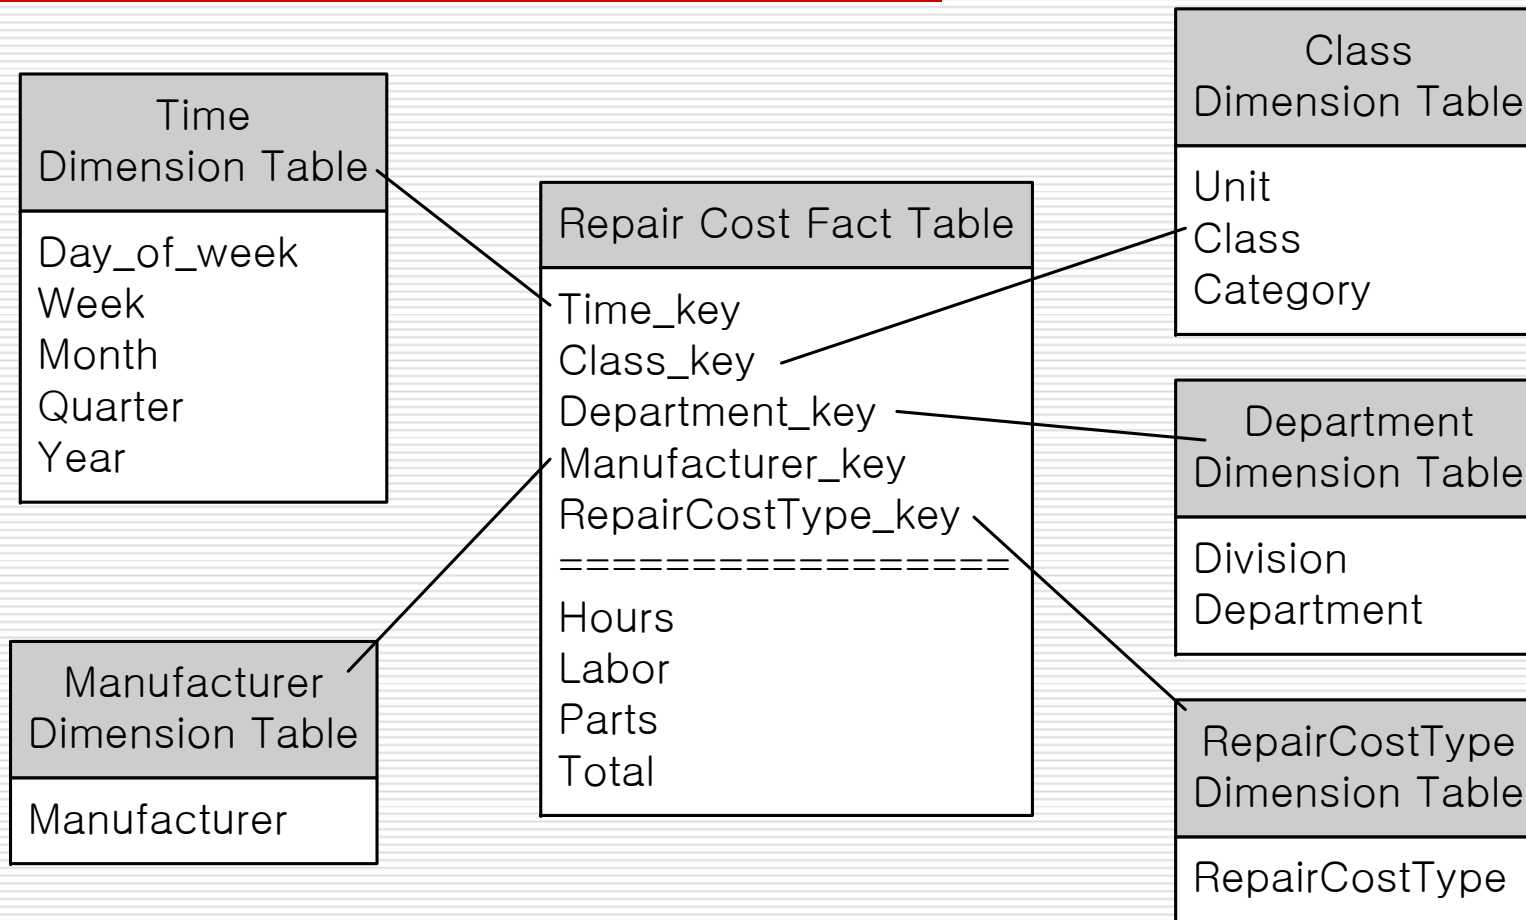 Time
Dimension Table
Day_of_week
Week
Month
Quarter
Year
Manufacturer
Dimension Table
Manufacturer
Repair Cost Fact Table
Time_key
Class_key
Department_key
Manufacturer_key
RepairCostType_key
=================
Hours
Labor
Parts
Total
Class
Dimension Table
Unit
Class
Category
Department
Dimension Table
Division
Department
RepairCostType
Dimension Table
RepairCostType